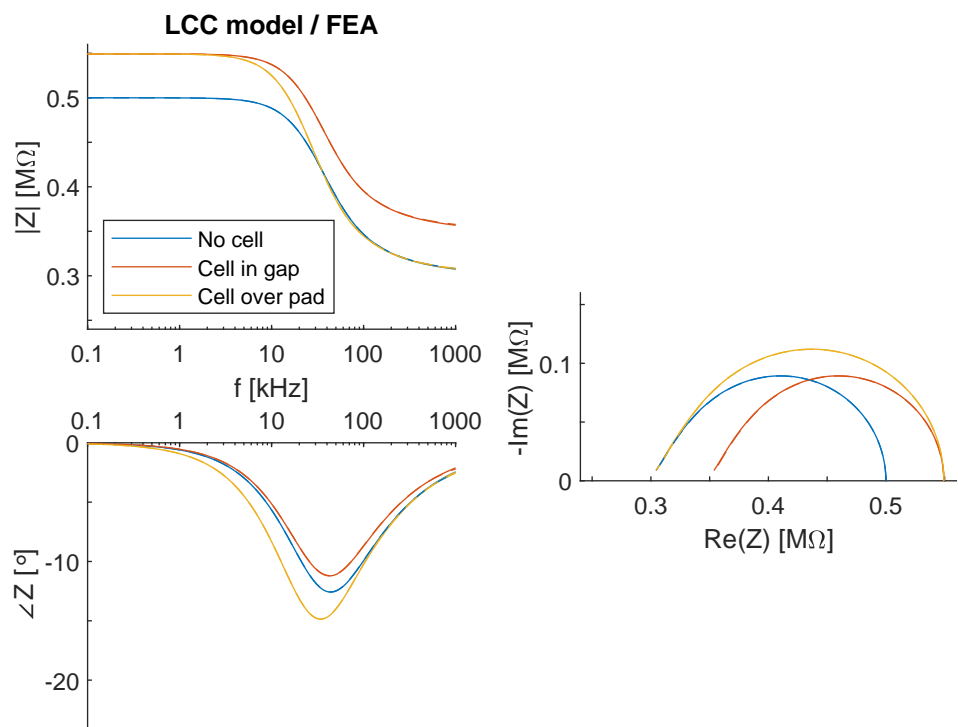 LCC model / FEA
|Z| [MΩ]
0.5
0.4
0.3
No cell
Cell in gap
Cell over pad
0.1 1 10 100 1000
f [kHz]
0.1 1 10 100 1000
∠Z [°]
0
-10
-20
-Im(Z) [MΩ]
0.1
0
0.3 0.4 0.5
Re(Z) [MΩ]